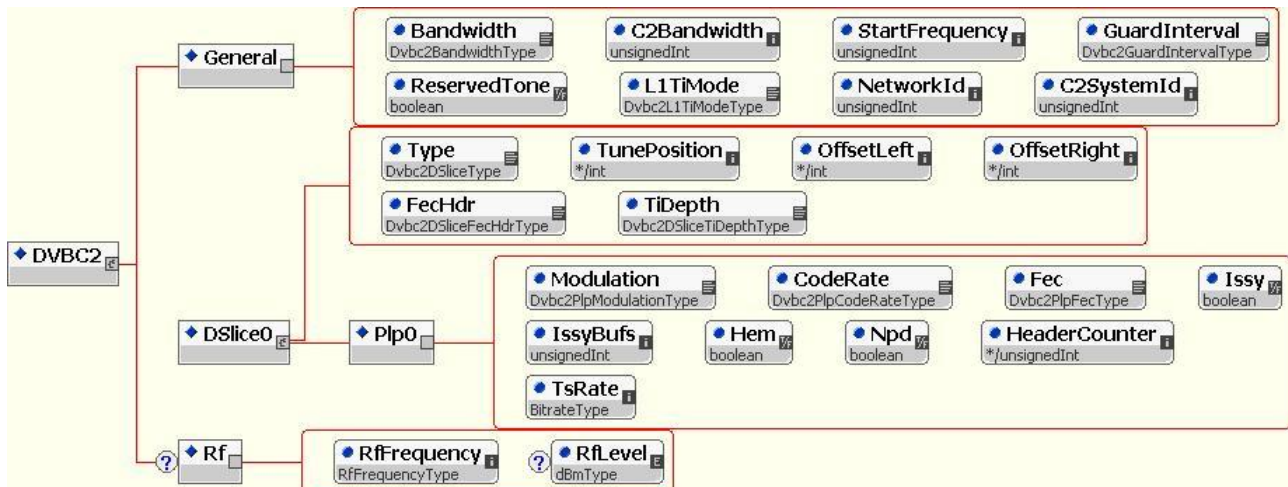 Bandwidth
Dvbc2BandwidthType
C2Bandwidth
unsignedInt
StartFrequency
unsignedInt
GuardInterval
Dvbc2GuardIntervalType
General
ReservedTone
boolean
L1TiMode
Dvbc2L1TiModeType
NetworkId
unsignedInt
C2SystemId
unsignedInt
Type
Dvbc2DSliceType
TunePosition
*/int
OffsetLeft
*/int
OffsetRight
*/int
FecHdr
Dvbc2DSliceFecHdrType
TiDepth
Dvbc2DSliceTiDepthType
DVBC2
Modulation
Dvbc2PlpModulationType
CodeRate
Dvbc2PlpCodeRateType
Fec
Dvbc2PlpFecType
Issy
boolean
DSlice0
Plp0
IssyBufs
unsignedInt
Hem
boolean
Npd
boolean
HeaderCounter
*/unsignedInt
TsRate
BitrateType
?
Rf
RfFrequency
RfFrequencyType
?
RfLevel
dBmType